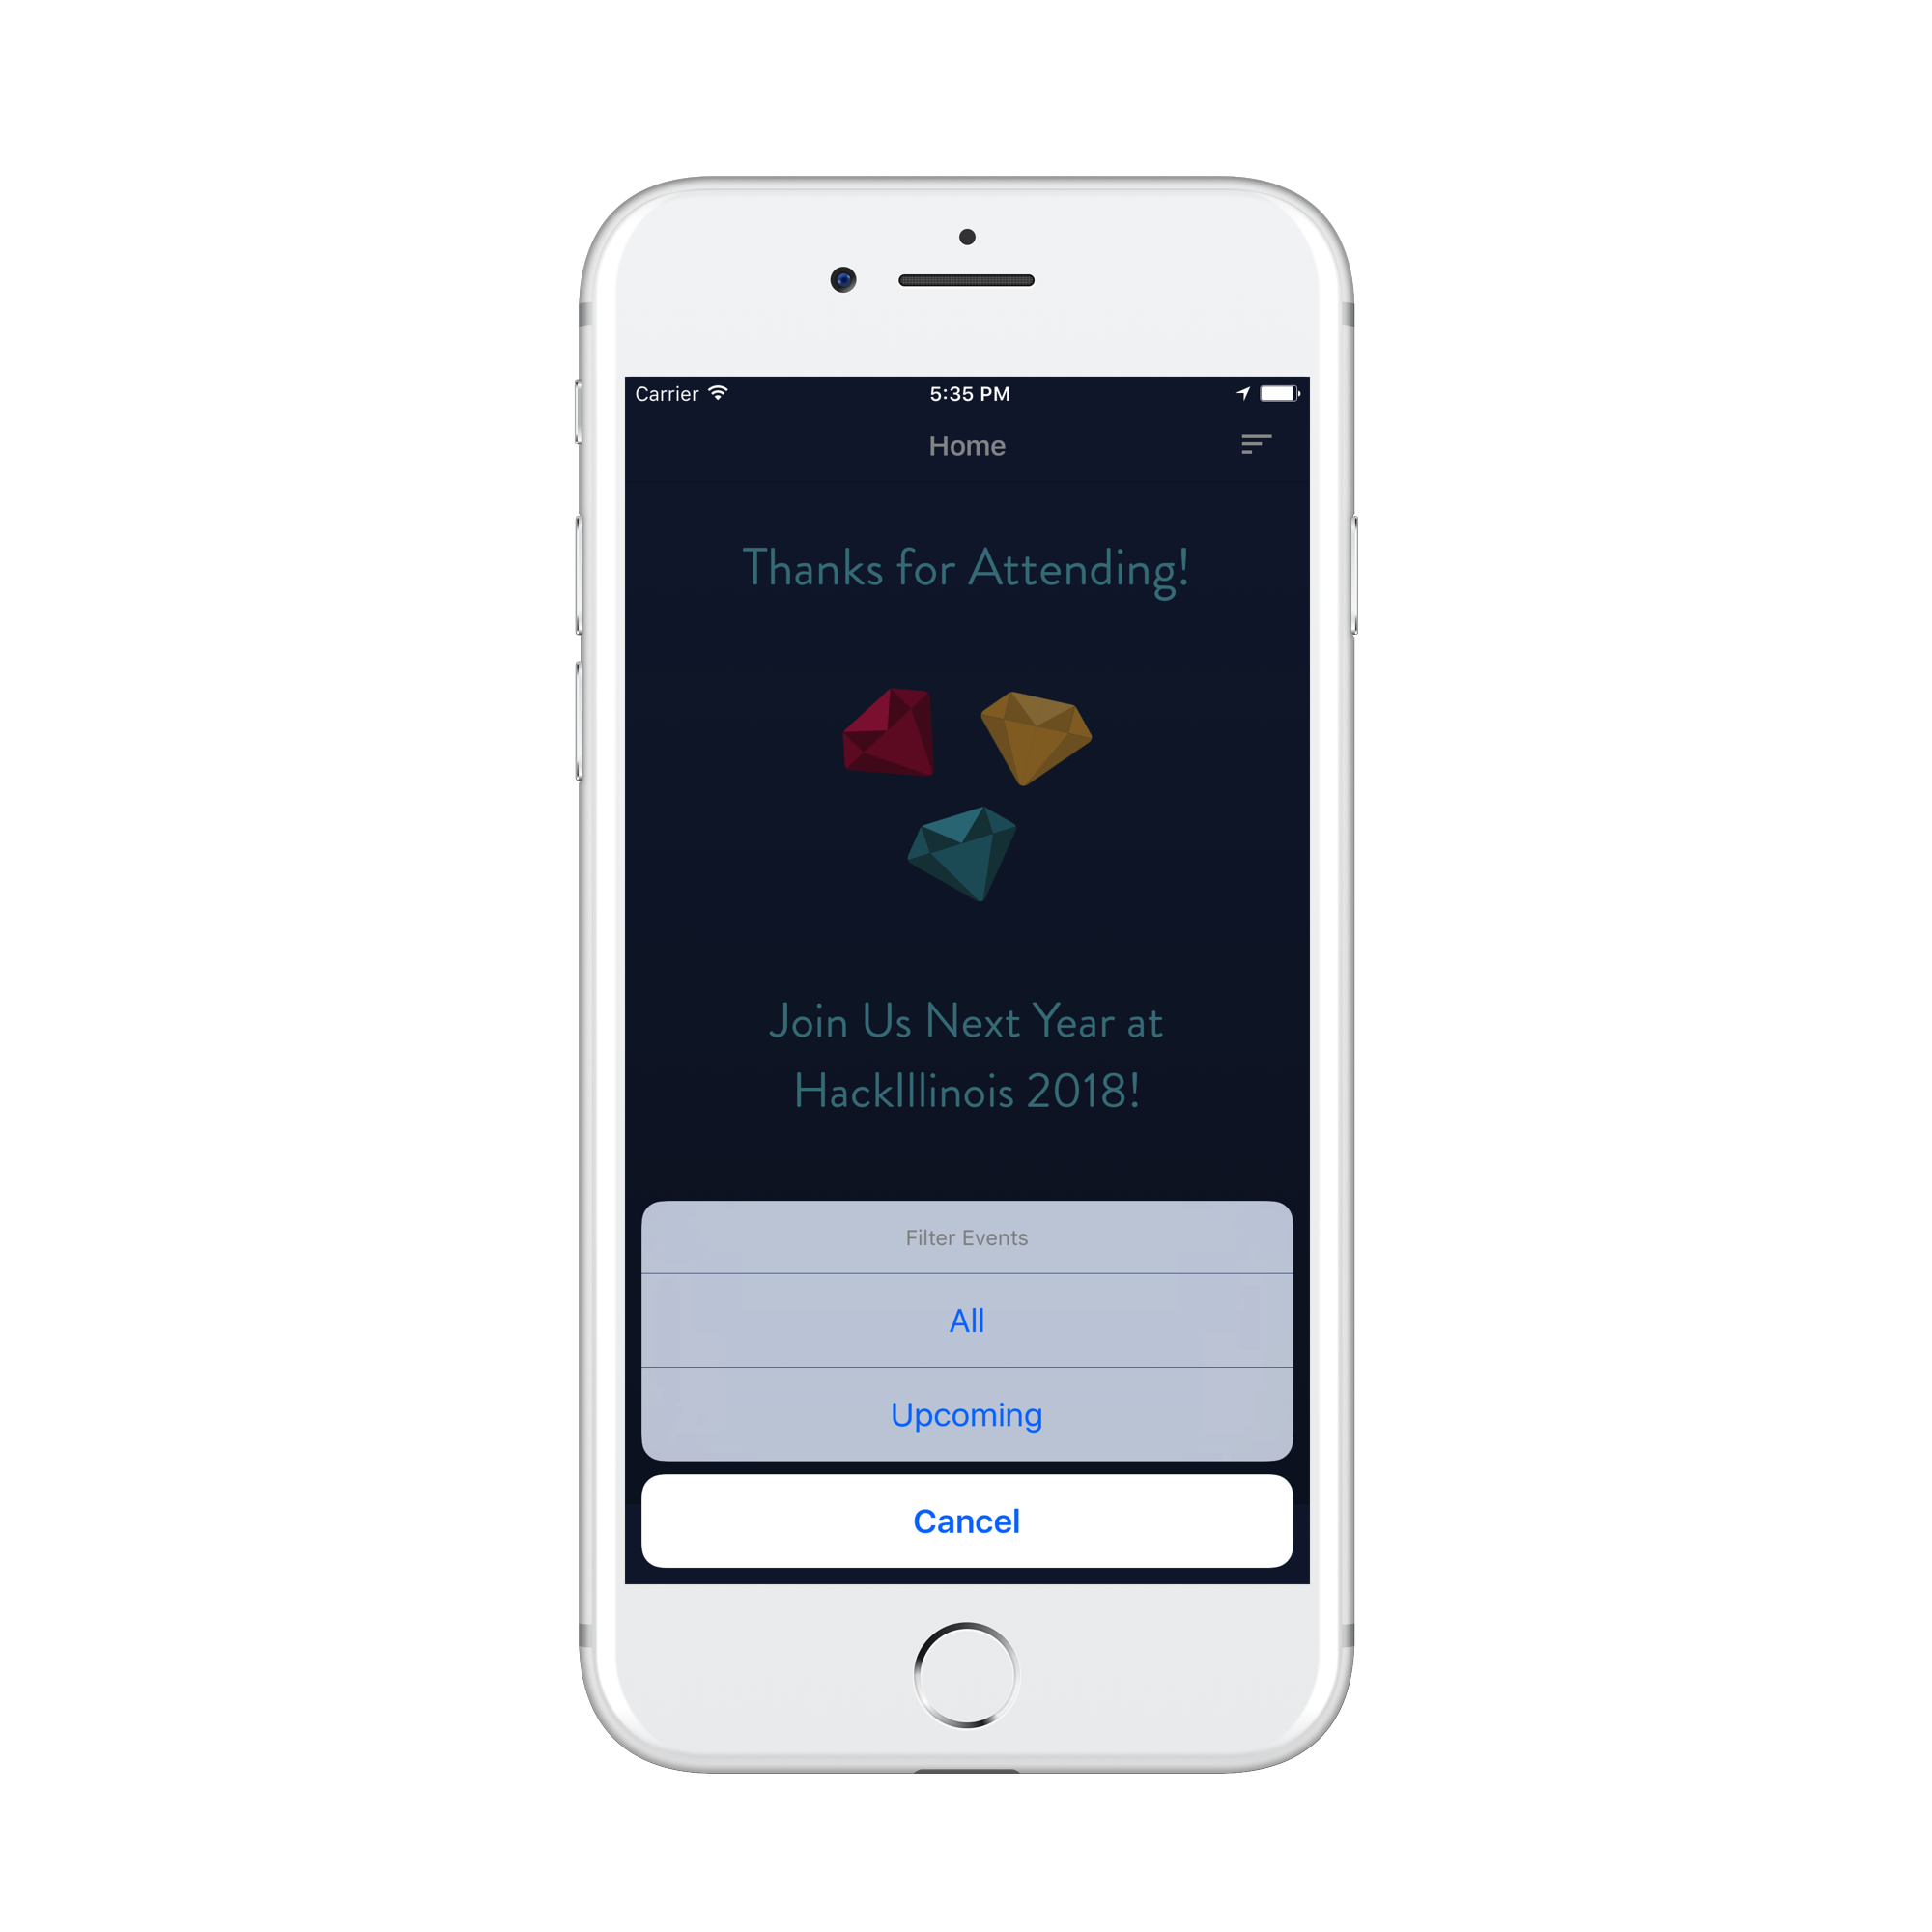 Carrier 5:35 PM
Home
Thanks for Attending!
Join Us Next Year at
HackIllinois 2018!
Filter Events
All
Upcoming
Cancel